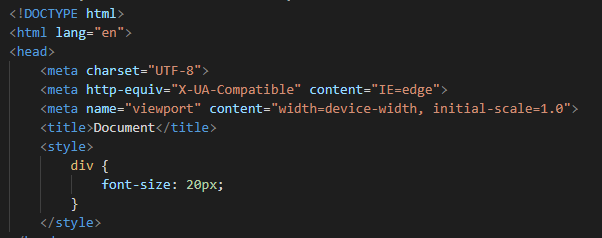 <!DOCTYPE html>
<html lang="en">
<head>
    <meta charset="UTF-8">
    <meta http-equiv="X-UA-Compatible" content="IE=edge">
    <meta name="viewport" content="width=device-width, initial-scale=1.0">
    <title>Document</title>
    <style>
        div {
            font-size: 20px;
        }
    </style>